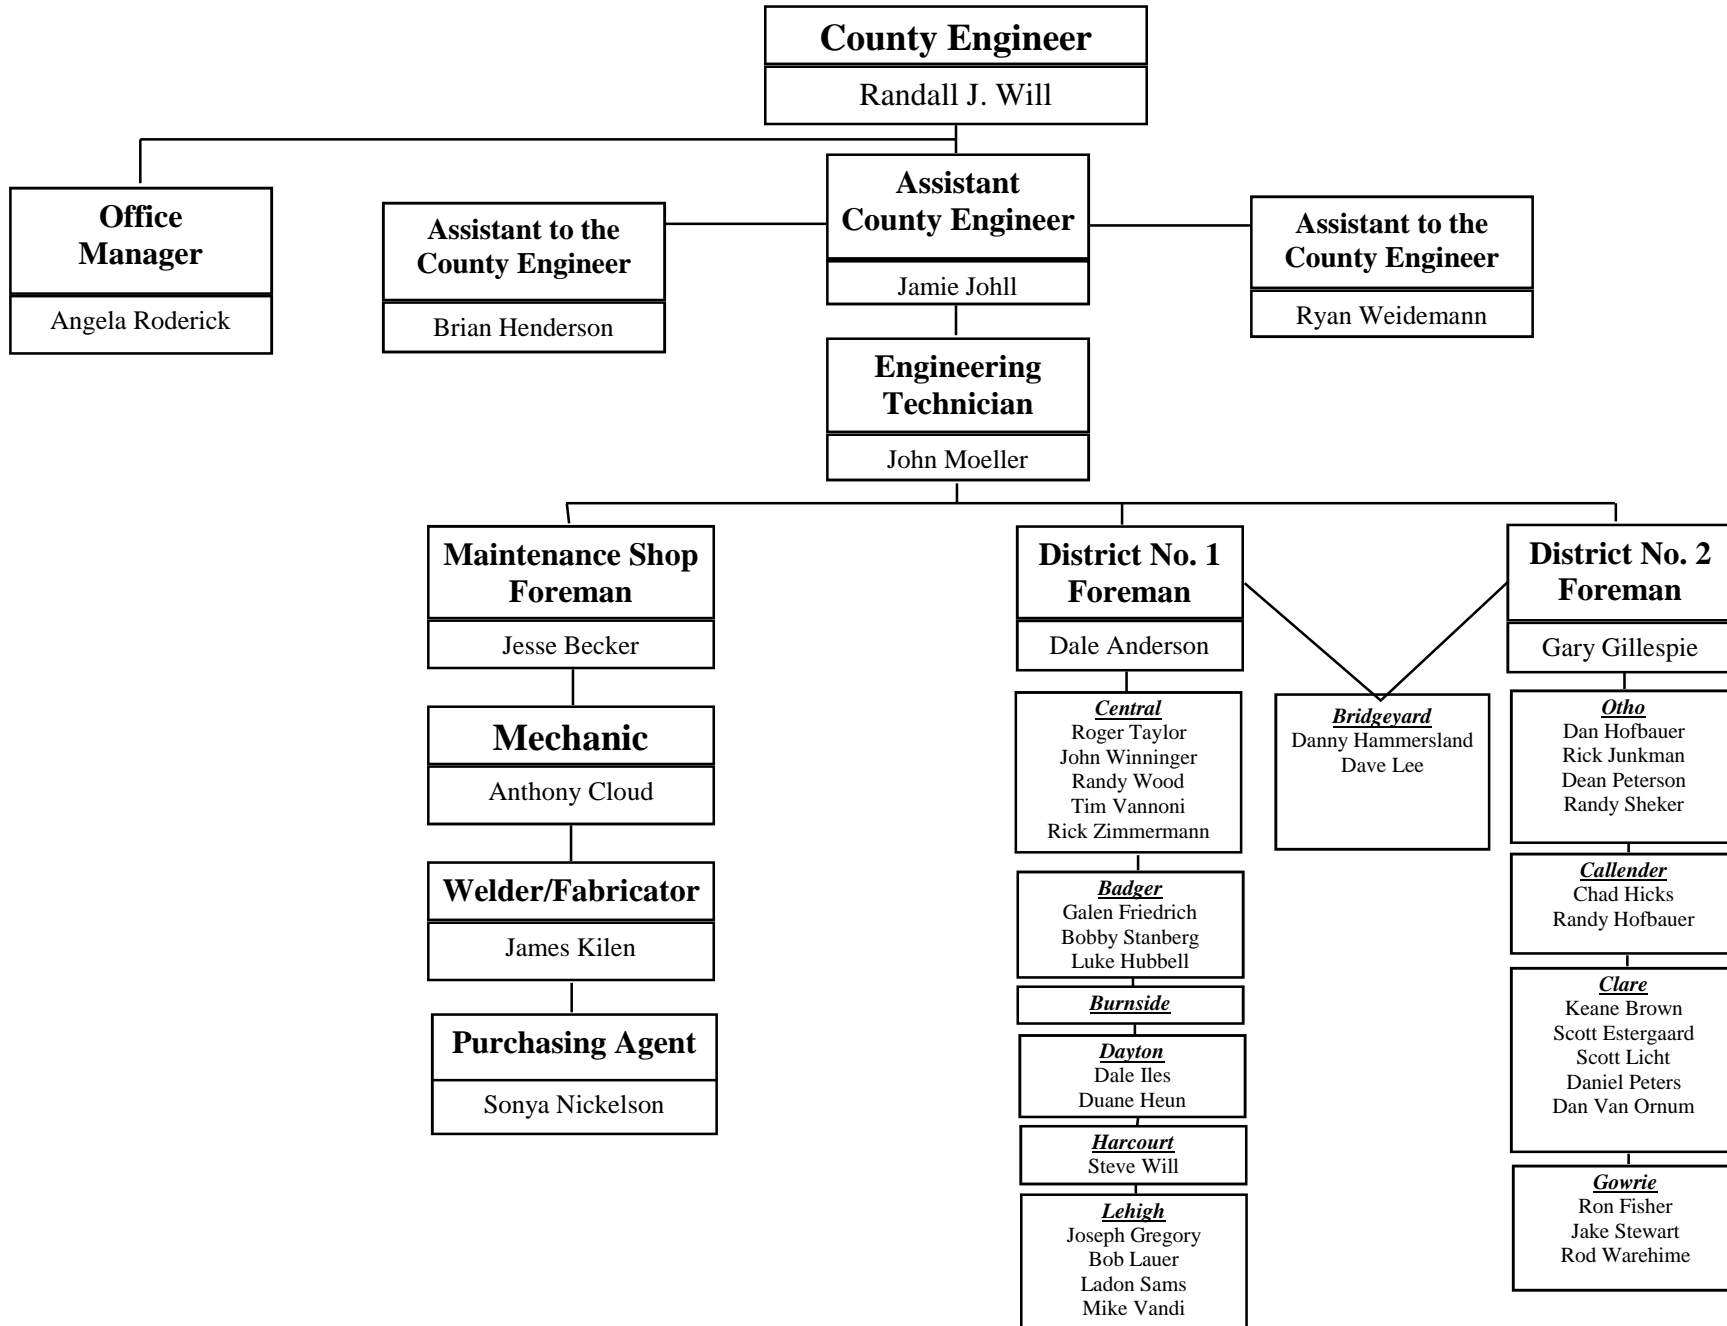 County Engineer
Randall J. Will
Office
Manager
Angela Roderick
Assistant to the
County Engineer
Brian Henderson
Assistant
County Engineer
Jamie Johll
Assistant to the
County Engineer
Ryan Weidemann
Engineering
Technician
John Moeller
Maintenance Shop
Foreman
Jesse Becker
Mechanic
Anthony Cloud
Welder/Fabricator
James Kilen
Purchasing Agent
Sonya Nickelson
District No. 1
Foreman
Dale Anderson
Central
Roger Taylor
John Winninger
Randy Wood
Tim Vannoni
Rick Zimmermann
Badger
Galen Friedrich
Bobby Stanberg
Luke Hubbell
Burnside
Dayton
Dale Iles
Duane Heun
Harcourt
Steve Will
Lehigh
Joseph Gregory
Bob Lauer
Ladon Sams
Mike Vandi
Bridgeyard
Danny Hammersland
Dave Lee
District No. 2
Foreman
Gary Gillespie
Otho
Dan Hofbauer
Rick Junkman
Dean Peterson
Randy Sheker
Callender
Chad Hicks
Randy Hofbauer
Clare
Keane Brown
Scott Estergaard
Scott Licht
Daniel Peters
Dan Van Ornum
Gowrie
Ron Fisher
Jake Stewart
Rod Warehime